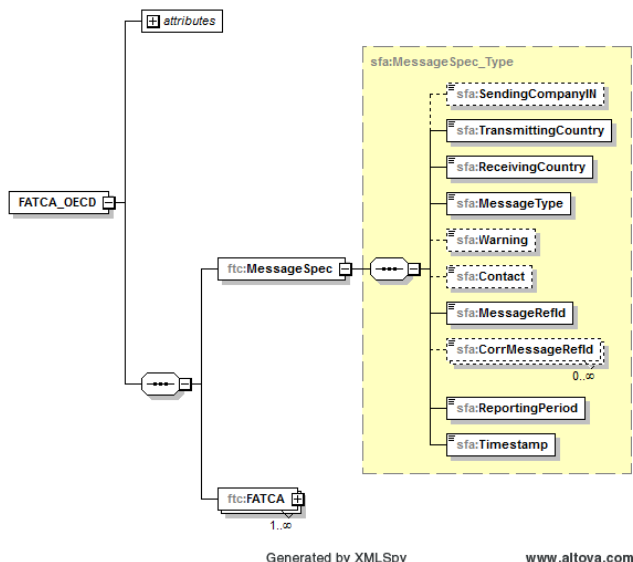 attributes
sfa:MessageSpec_Type
sfa:SendingCompanyIN
sfa:TransmittingCountry
sfa:ReceivingCountry
FATCA_OECD
sfa:MessageType
sfa:Warning
ftc:MessageSpec
sfa:Contact
sfa:MessageRefId
sfa:CorrMessageRefId
0..∞
sfa:ReportingPeriod
sfa:Timestamp
ftc:FATCA
1..∞
Generated by XMLSpy www.altova.com